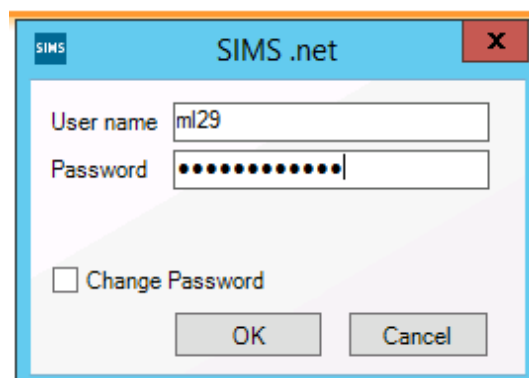 SIMS SIMS .net X
User name ml29
Password ●●●●●●●●●●●●
Change Password
OK Cancel